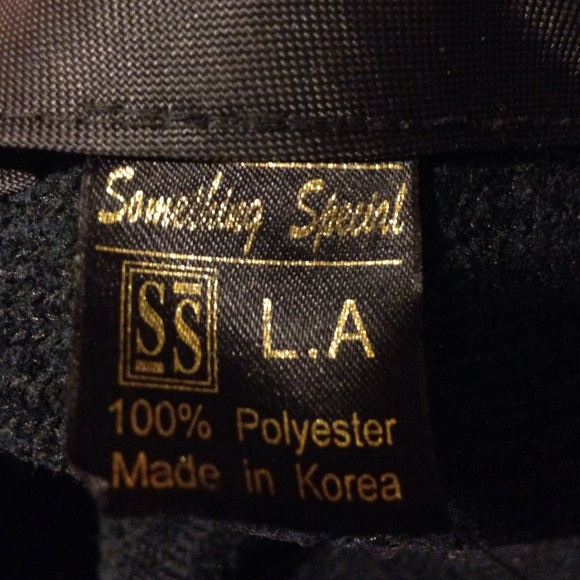 Something Special
SS L.A
100% Polyester
Made in Korea